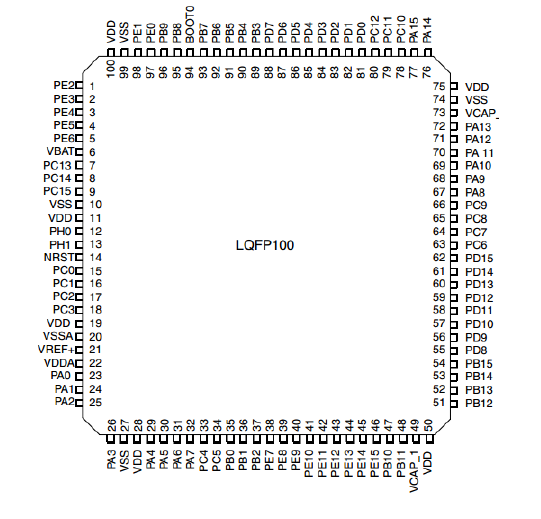 VDD VSS PE1 PE0 PB9 PB8 BOOT0 PB7 PB6 PB5 PB4 PB3 PD7 PD6 PD5 PD4 PD3 PD2 PD1 PD0 PC12 PC11 PC10 PA15 PA14
100 99 98 97 96 95 94 93 92 91 90 89 88 87 86 85 84 83 82 81 80 79 78 77 76
PE2 1 75 VDD
PE3 2 74 VSS
PE4 3 73 VCAP_
PE5 4 72 PA13
PE6 5 71 PA12
VBAT 6 70 PA 11
PC13 7 69 PA10
PC14 8 68 PA9
PC15 9 67 PA8
VSS 10 66 PC9
VDD 11 65 PC8
PH0 12 64 PC7
PH1 13 63 PC6
LQFP100
NRST 14 62 PD15
PC0 15 61 PD14
PC1 16 60 PD13
PC2 17 59 PD12
PC3 18 58 PD11
VDD 19 57 PD10
VSSA 20 56 PD9
VREF+ 21 55 PD8
VDDA 22 54 PB15
PA0 23 53 PB14
PA1 24 52 PB13
PA2 25 51 PB12
26 27 28 29 30 31 32 33 34 35 36 37 38 39 40 41 42 43 44 45 46 47 48 49 50
PA3 VSS VDD PA4 PA5 PA6 PA7 PC4 PC5 PB0 PB1 PB2 PE7 PE8 PE9 PE10 PE11 PE12 PE13 PE14 PE15 PB10 PB11 VCAP_1 VDD